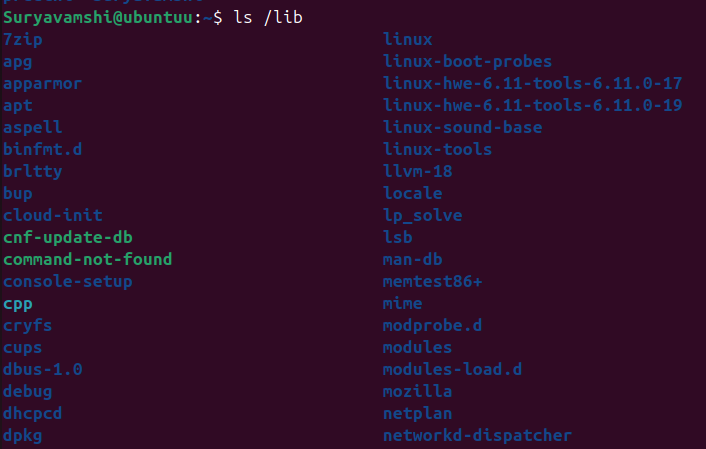 Suryavamshi@ubuntuu:~$ ls /lib
7zip linux
apg linux-boot-probes
apparmor linux-hwe-6.11-tools-6.11.0-17
apt linux-hwe-6.11-tools-6.11.0-19
aspell linux-sound-base
binfmt.d linux-tools
brltty llvm-18
bup locale
cloud-init lp_solve
cnf-update-db lsb
command-not-found man-db
console-setup memtest86+
cpp mime
cryfs modprobe.d
cups modules
dbus-1.0 modules-load.d
debug mozilla
dhcpcd netplan
dpkg networkd-dispatcher